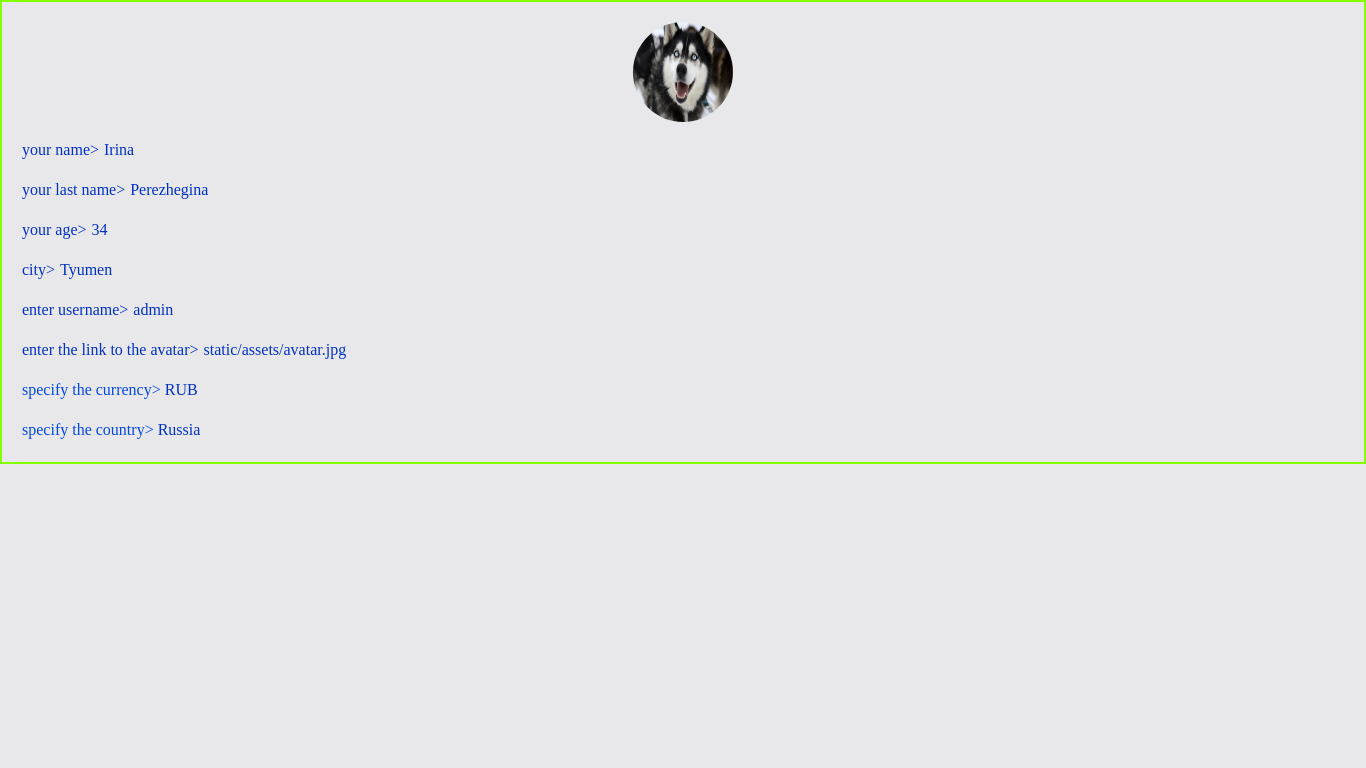 your name> Irina
your last name> Perezhegina
your age> 34
city> Tyumen
enter username> admin
enter the link to the avatar> static/assets/avatar.jpg
specify the currency> RUB
specify the country> Russia